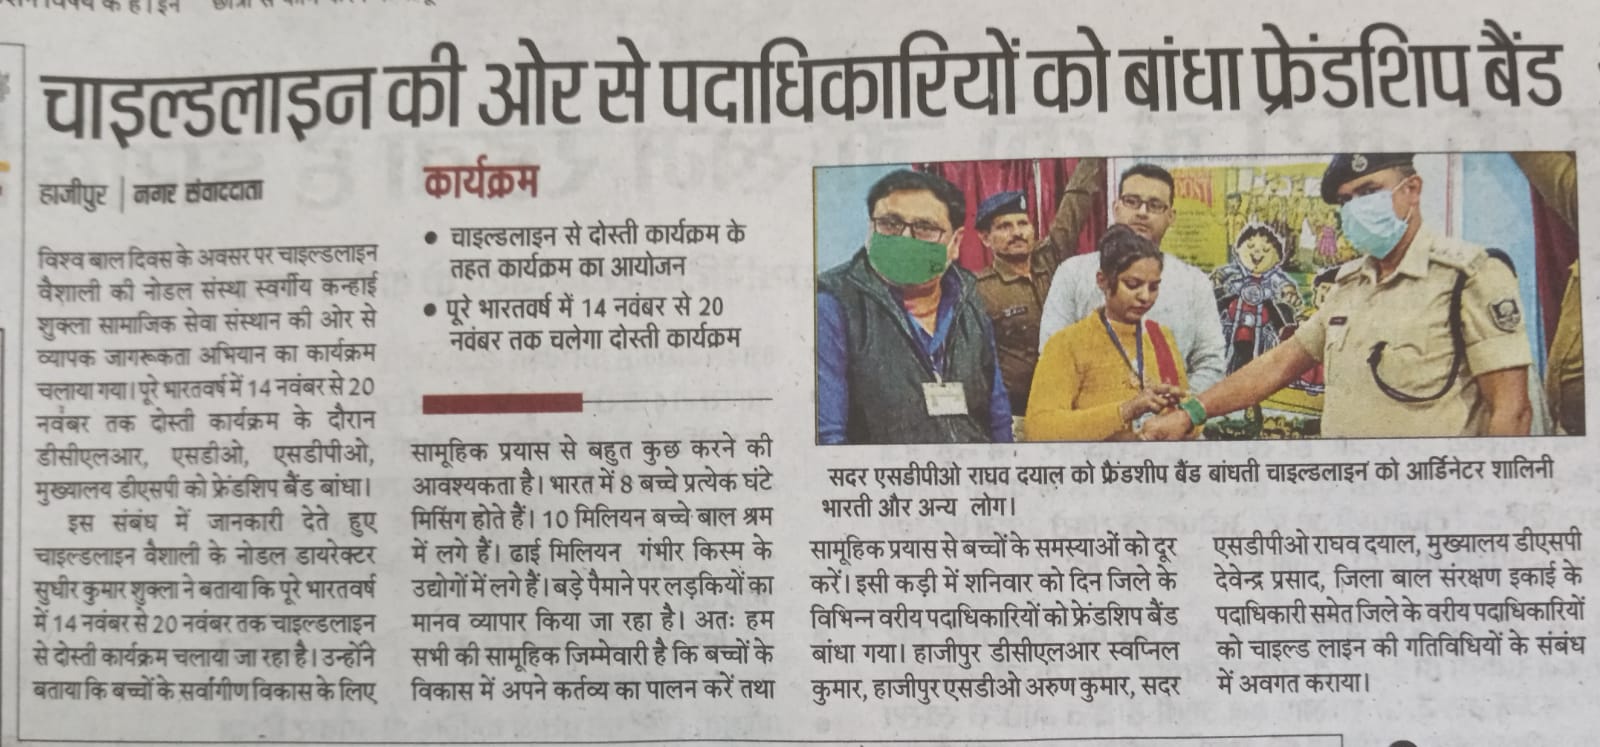 चाइल्डलाइन की ओर से पदाधिकारियों को बांधा फ्रेंडशिप बैंड
हाजीपुर | नगर संवाददाता
विश्व बाल दिवस के अवसर पर चाइल्डलाइन
वैशाली की नोडल संस्था स्वर्गीय कन्हाई
शुक्ला सामाजिक सेवा संस्थान की ओर से
व्यापक जागरूकता अभियान का कार्यक्रम
चलाया गया। पूरे भारतवर्ष में 14 नवंबर से 20
नवंबर तक दोस्ती कार्यक्रम के दौरान
डीसीएलआर, एसडीओ, एसडीपीओ,
मुख्यालय डीएसपी को फ्रेंडशिप बैंड बांधा।
इस संबंध में जानकारी देते हुए
चाइल्डलाइन वैशाली के नोडल डायरेक्टर
सुधीर कुमार शुक्ला ने बताया कि पूरे भारतवर्ष
में 14 नवंबर से 20 नवंबर तक चाइल्डलाइन
से दोस्ती कार्यक्रम चलाया जा रहा है। उन्होंने
बताया कि बच्चों के सर्वांगीण विकास के लिए
कार्यक्रम
● चाइल्डलाइन से दोस्ती कार्यक्रम के
तहत कार्यक्रम का आयोजन
● पूरे भारतवर्ष में 14 नवंबर से 20
नवंबर तक चलेगा दोस्ती कार्यक्रम
सामूहिक प्रयास से बहुत कुछ करने की
आवश्यकता है। भारत में 8 बच्चे प्रत्येक घंटे
मिसिंग होते हैं। 10 मिलियन बच्चे बाल श्रम
में लगे हैं। ढाई मिलियन गंभीर किस्म के
उद्योगों में लगे हैं। बड़े पैमाने पर लड़कियों का
मानव व्यापार किया जा रहा है। अतः हम
सभी की सामूहिक जिम्मेवारी है कि बच्चों के
विकास में अपने कर्तव्य का पालन करें तथा
सदर एसडीपीओ राघव दयाल को फ्रैंडशीप बैंड बांधती चाइल्डलाइन को आर्डिनेटर शालिनी
भारती और अन्य लोग।
सामूहिक प्रयास से बच्चों के समस्याओं को दूर
करें। इसी कड़ी में शनिवार को दिन जिले के
विभिन्न वरीय पदाधिकारियों को फ्रेंडशिप बैंड
बांधा गया। हाजीपुर डीसीएलआर स्वप्निल
कुमार, हाजीपुर एसडीओ अरुण कुमार, सदर
एसडीपीओ राघव दयाल, मुख्यालय डीएसपी
देवेन्द्र प्रसाद, जिला बाल संरक्षण इकाई के
पदाधिकारी समेत जिले के वरीय पदाधिकारियों
को चाइल्ड लाइन की गतिविधियों के संबंध
में अवगत कराया।